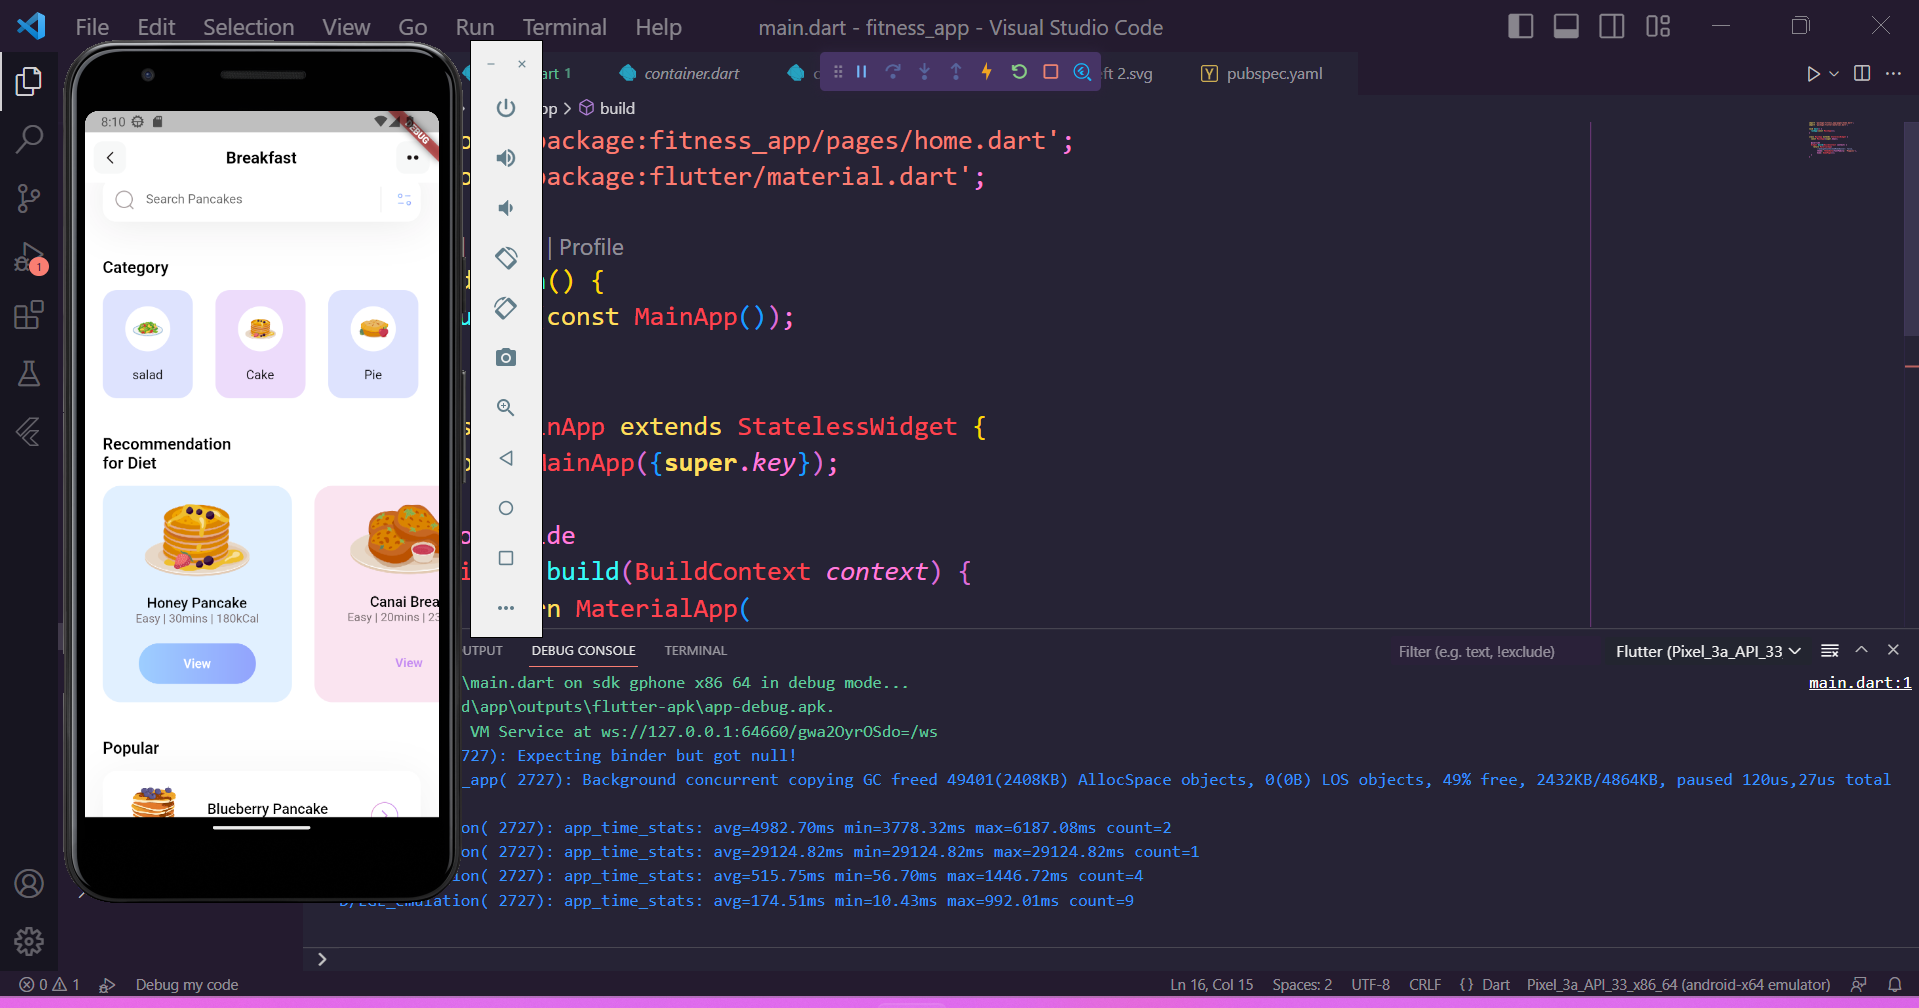 File Edit Selection View Go Run Terminal Help
main.dart - fitness_app - Visual Studio Code
art 1
container.dart
eft 2.svg
pubspec.yaml
pp > build
package:fitness_app/pages/home.dart';
package:flutter/material.dart';
| Profile
() {
const MainApp());
inApp extends StatelessWidget {
MainApp({super.key});
ide
build(BuildContext context) {
rn MaterialApp(
8:10
DEBUG
Breakfast
Search Pancakes
Category
salad
Cake
Pie
Recommendation
for Diet
Honey Pancake
Easy | 30mins | 180kCal
View
Canai Brea
Easy | 20mins | 23
View
Popular
Blueberry Pancake
UTPUT
DEBUG CONSOLE
TERMINAL
Filter (e.g. text, !exclude)
Flutter (Pixel_3a_API_33
\main.dart on sdk gphone x86 64 in debug mode...
main.dart:1
d\app\outputs\flutter-apk\app-debug.apk.
VM Service at ws://127.0.0.1:64660/gwa2OyrOSdo=/ws
727): Expecting binder but got null!
_app( 2727): Background concurrent copying GC freed 49401(2408KB) AllocSpace objects, 0(0B) LOS objects, 49% free, 2432KB/4864KB, paused 120us,27us total
on( 2727): app_time_stats: avg=4982.70ms min=3778.32ms max=6187.08ms count=2
on( 2727): app_time_stats: avg=29124.82ms min=29124.82ms max=29124.82ms count=1
ation( 2727): app_time_stats: avg=515.75ms min=56.70ms max=1446.72ms count=4
D/EGL_emulation( 2727): app_time_stats: avg=174.51ms min=10.43ms max=992.01ms count=9
1
0 1
Debug my code
Ln 16, Col 15
Spaces: 2
UTF-8
CRLF
{ } Dart
Pixel_3a_API_33_x86_64 (android-x64 emulator)